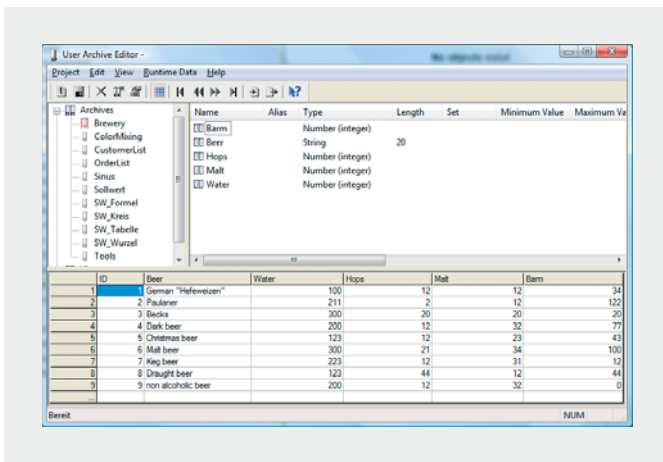 User Archive Editor -
Project Edit View Runtime Data Help
Archives
Brewery
ColorMixing
CustomerList
OrderList
Sinus
Sollwert
SW_Formel
SW_Kreis
SW_Tabelle
SW_Wurzel
Tools
Name Alias Type Length Set Minimum Value Maximum Va
Barm Number (integer)
Beer String 20
Hops Number (integer)
Malt Number (integer)
Water Number (integer)
ID Beer Water Hops Malt Barm
1 1 German "Hefeweizen" 100 12 12 34
2 2 Paulaner 211 2 12 122
3 3 Becks 300 20 20 20
4 4 Dark beer 200 12 32 77
5 5 Christmas beer 123 12 23 43
6 6 Malt beer 300 21 34 100
7 7 Keg beer 223 12 31 12
8 8 Draught beer 123 44 12 44
9 9 non alcoholic beer 200 12 32 0
...
Bereit NUM